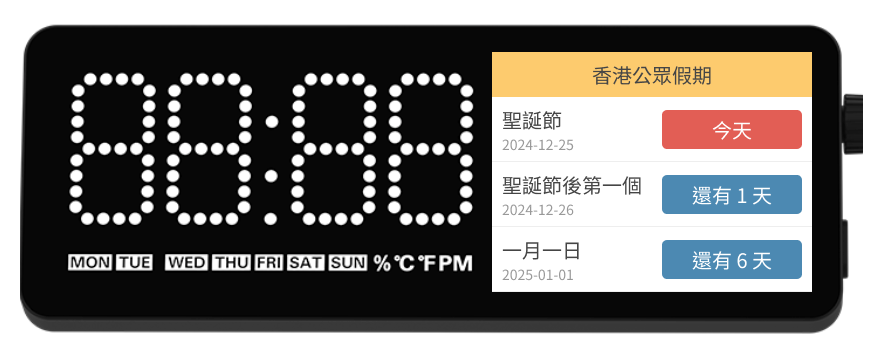 88:88
MON TUE WED THU FRI SAT SUN % °C °F PM
香港公眾假期
聖誕節
2024-12-25
今天
聖誕節後第一個
2024-12-26
還有 1 天
一月一日
2025-01-01
還有 6 天